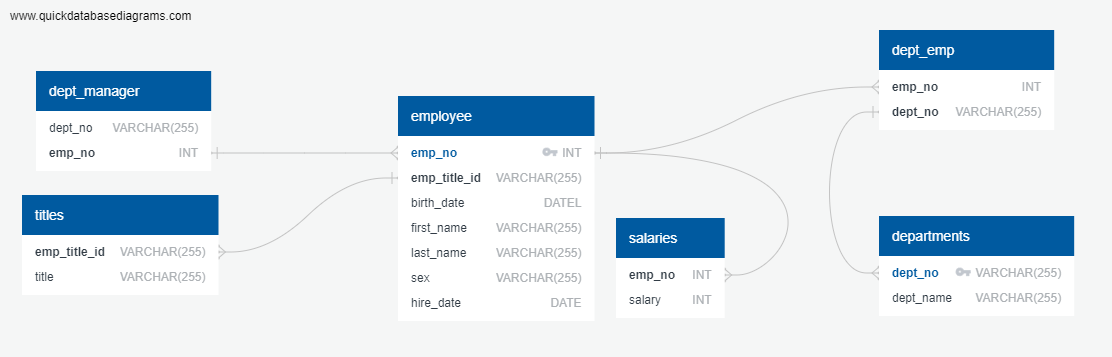 www.quickdatabasediagrams.com
dept_manager
dept_no VARCHAR(255)
emp_no INT
titles
emp_title_id VARCHAR(255)
title VARCHAR(255)
employee
emp_no INT
emp_title_id VARCHAR(255)
birth_date DATEL
first_name VARCHAR(255)
last_name VARCHAR(255)
sex VARCHAR(255)
hire_date DATE
salaries
emp_no INT
salary INT
dept_emp
emp_no INT
dept_no VARCHAR(255)
departments
dept_no VARCHAR(255)
dept_name VARCHAR(255)